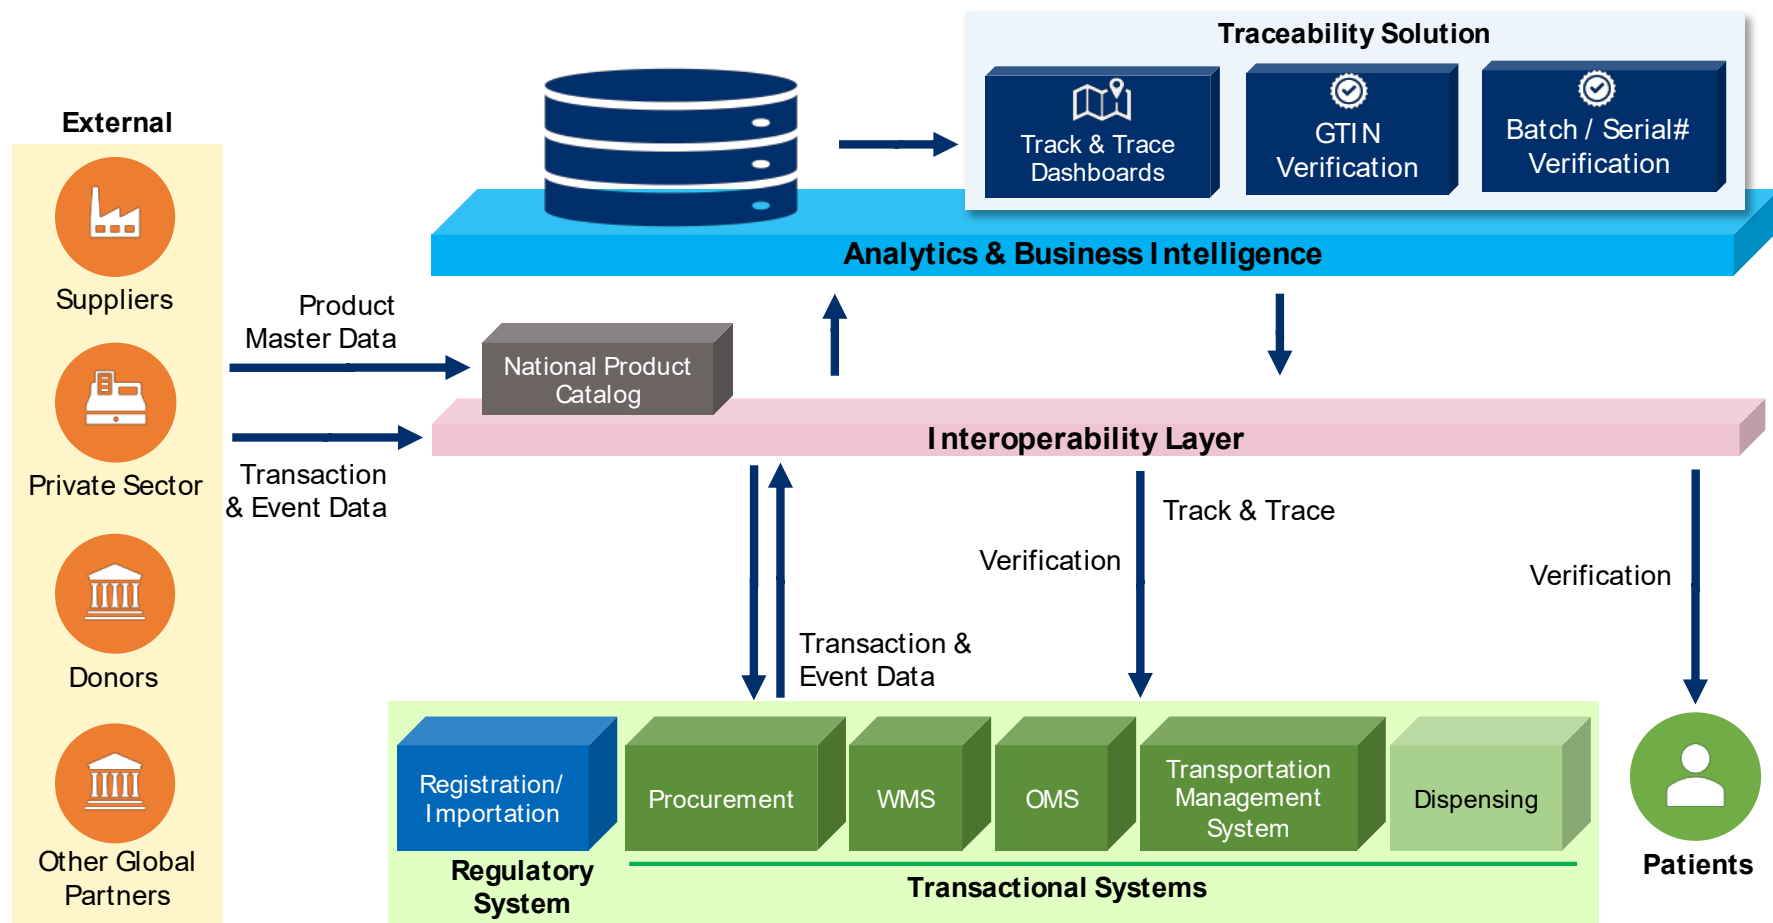 Traceability Solution
Track & Trace
Dashboards
GTIN
Verification
Batch / Serial#
Verification
External
Suppliers
Private Sector
Donors
Other Global
Partners
Analytics & Business Intelligence
Product
Master Data
National Product
Catalog
Interoperability Layer
Transaction
& Event Data
Track & Trace
Verification
Verification
Transaction &
Event Data
Registration/
Importation
Procurement
WMS
OMS
Transportation
Management
System
Dispensing
Regulatory
System
Transactional Systems
Patients